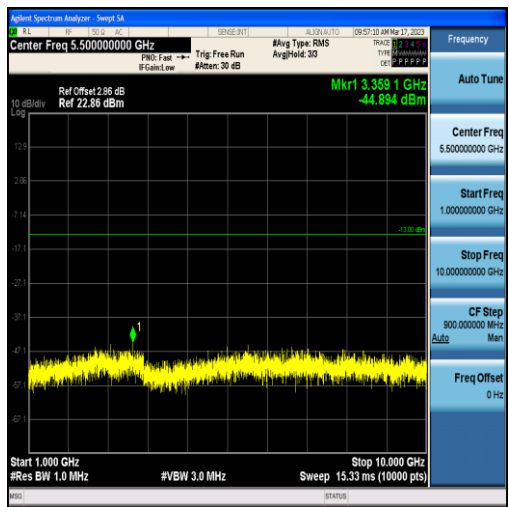 Agilent Spectrum Analyzer - Swept SA
RL RF 50 Ω AC SENSE:INT ALIGNAUTO 09:57:10 AM Mar 17, 2023
Center Freq 5.500000000 GHz
PNO: Fast
IFGain:Low
Trig: Free Run
#Atten: 30 dB
#Avg Type: RMS
Avg|Hold: 3/3
TRACE 1 2 3 4 5 6
TYPE
DET P P P P P P
Ref Offset 2.86 dB
10 dB/div Ref 22.86 dBm
Log
Mkr1 3.359 1 GHz
-44.894 dBm
12.9
2.86
-7.14
-13.00 dBm
-17.1
-27.1
-37.1
1
-47.1
-57.1
-67.1
Start 1.000 GHz
Stop 10.000 GHz
#Res BW 1.0 MHz
#VBW 3.0 MHz
Sweep 15.33 ms (10000 pts)
MSG
STATUS
Frequency
Auto Tune
Center Freq
5.500000000 GHz
Start Freq
1.000000000 GHz
Stop Freq
10.000000000 GHz
CF Step
900.000000 MHz
Auto Man
Freq Offset
0 Hz